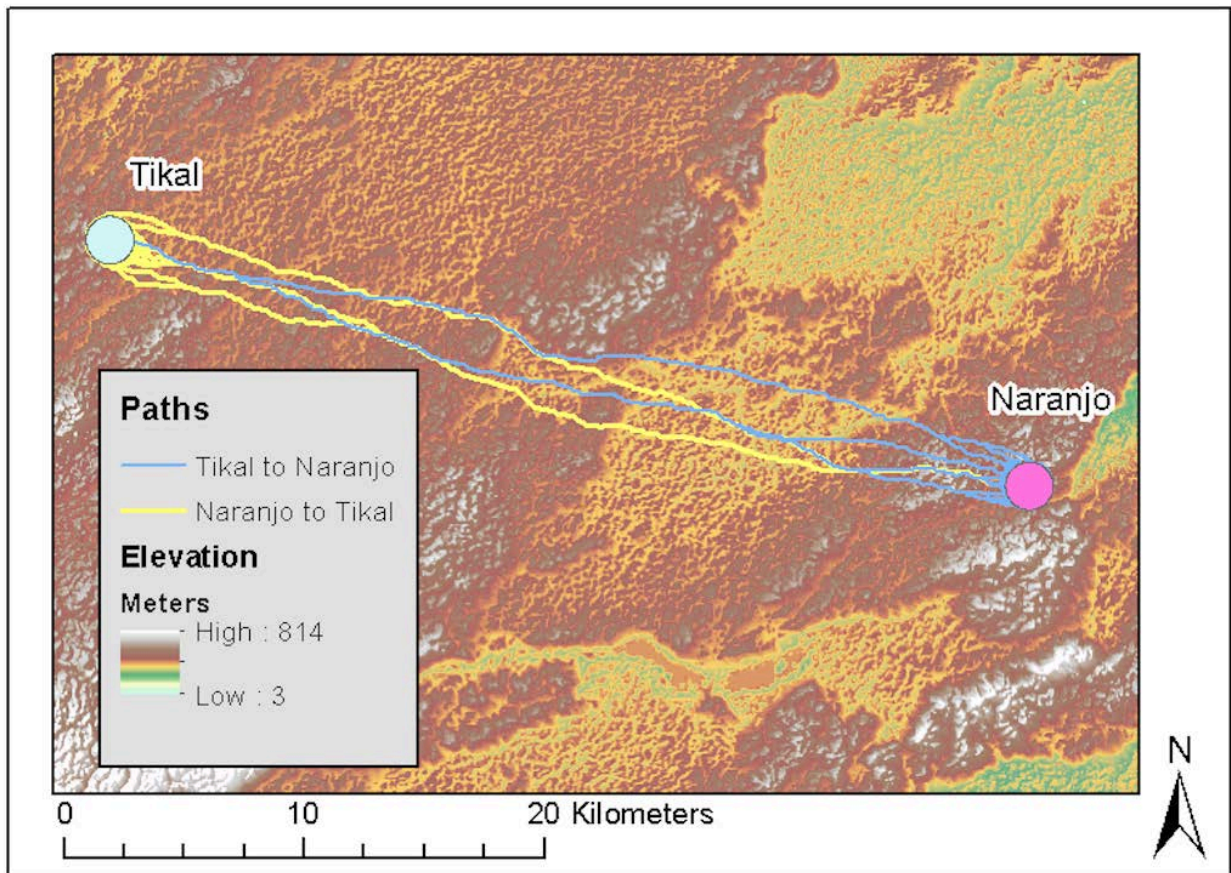 Tikal
Naranjo
Paths
Tikal to Naranjo
Naranjo to Tikal
Elevation
Meters
High : 814
Low : 3
0 10 20 Kilometers
N